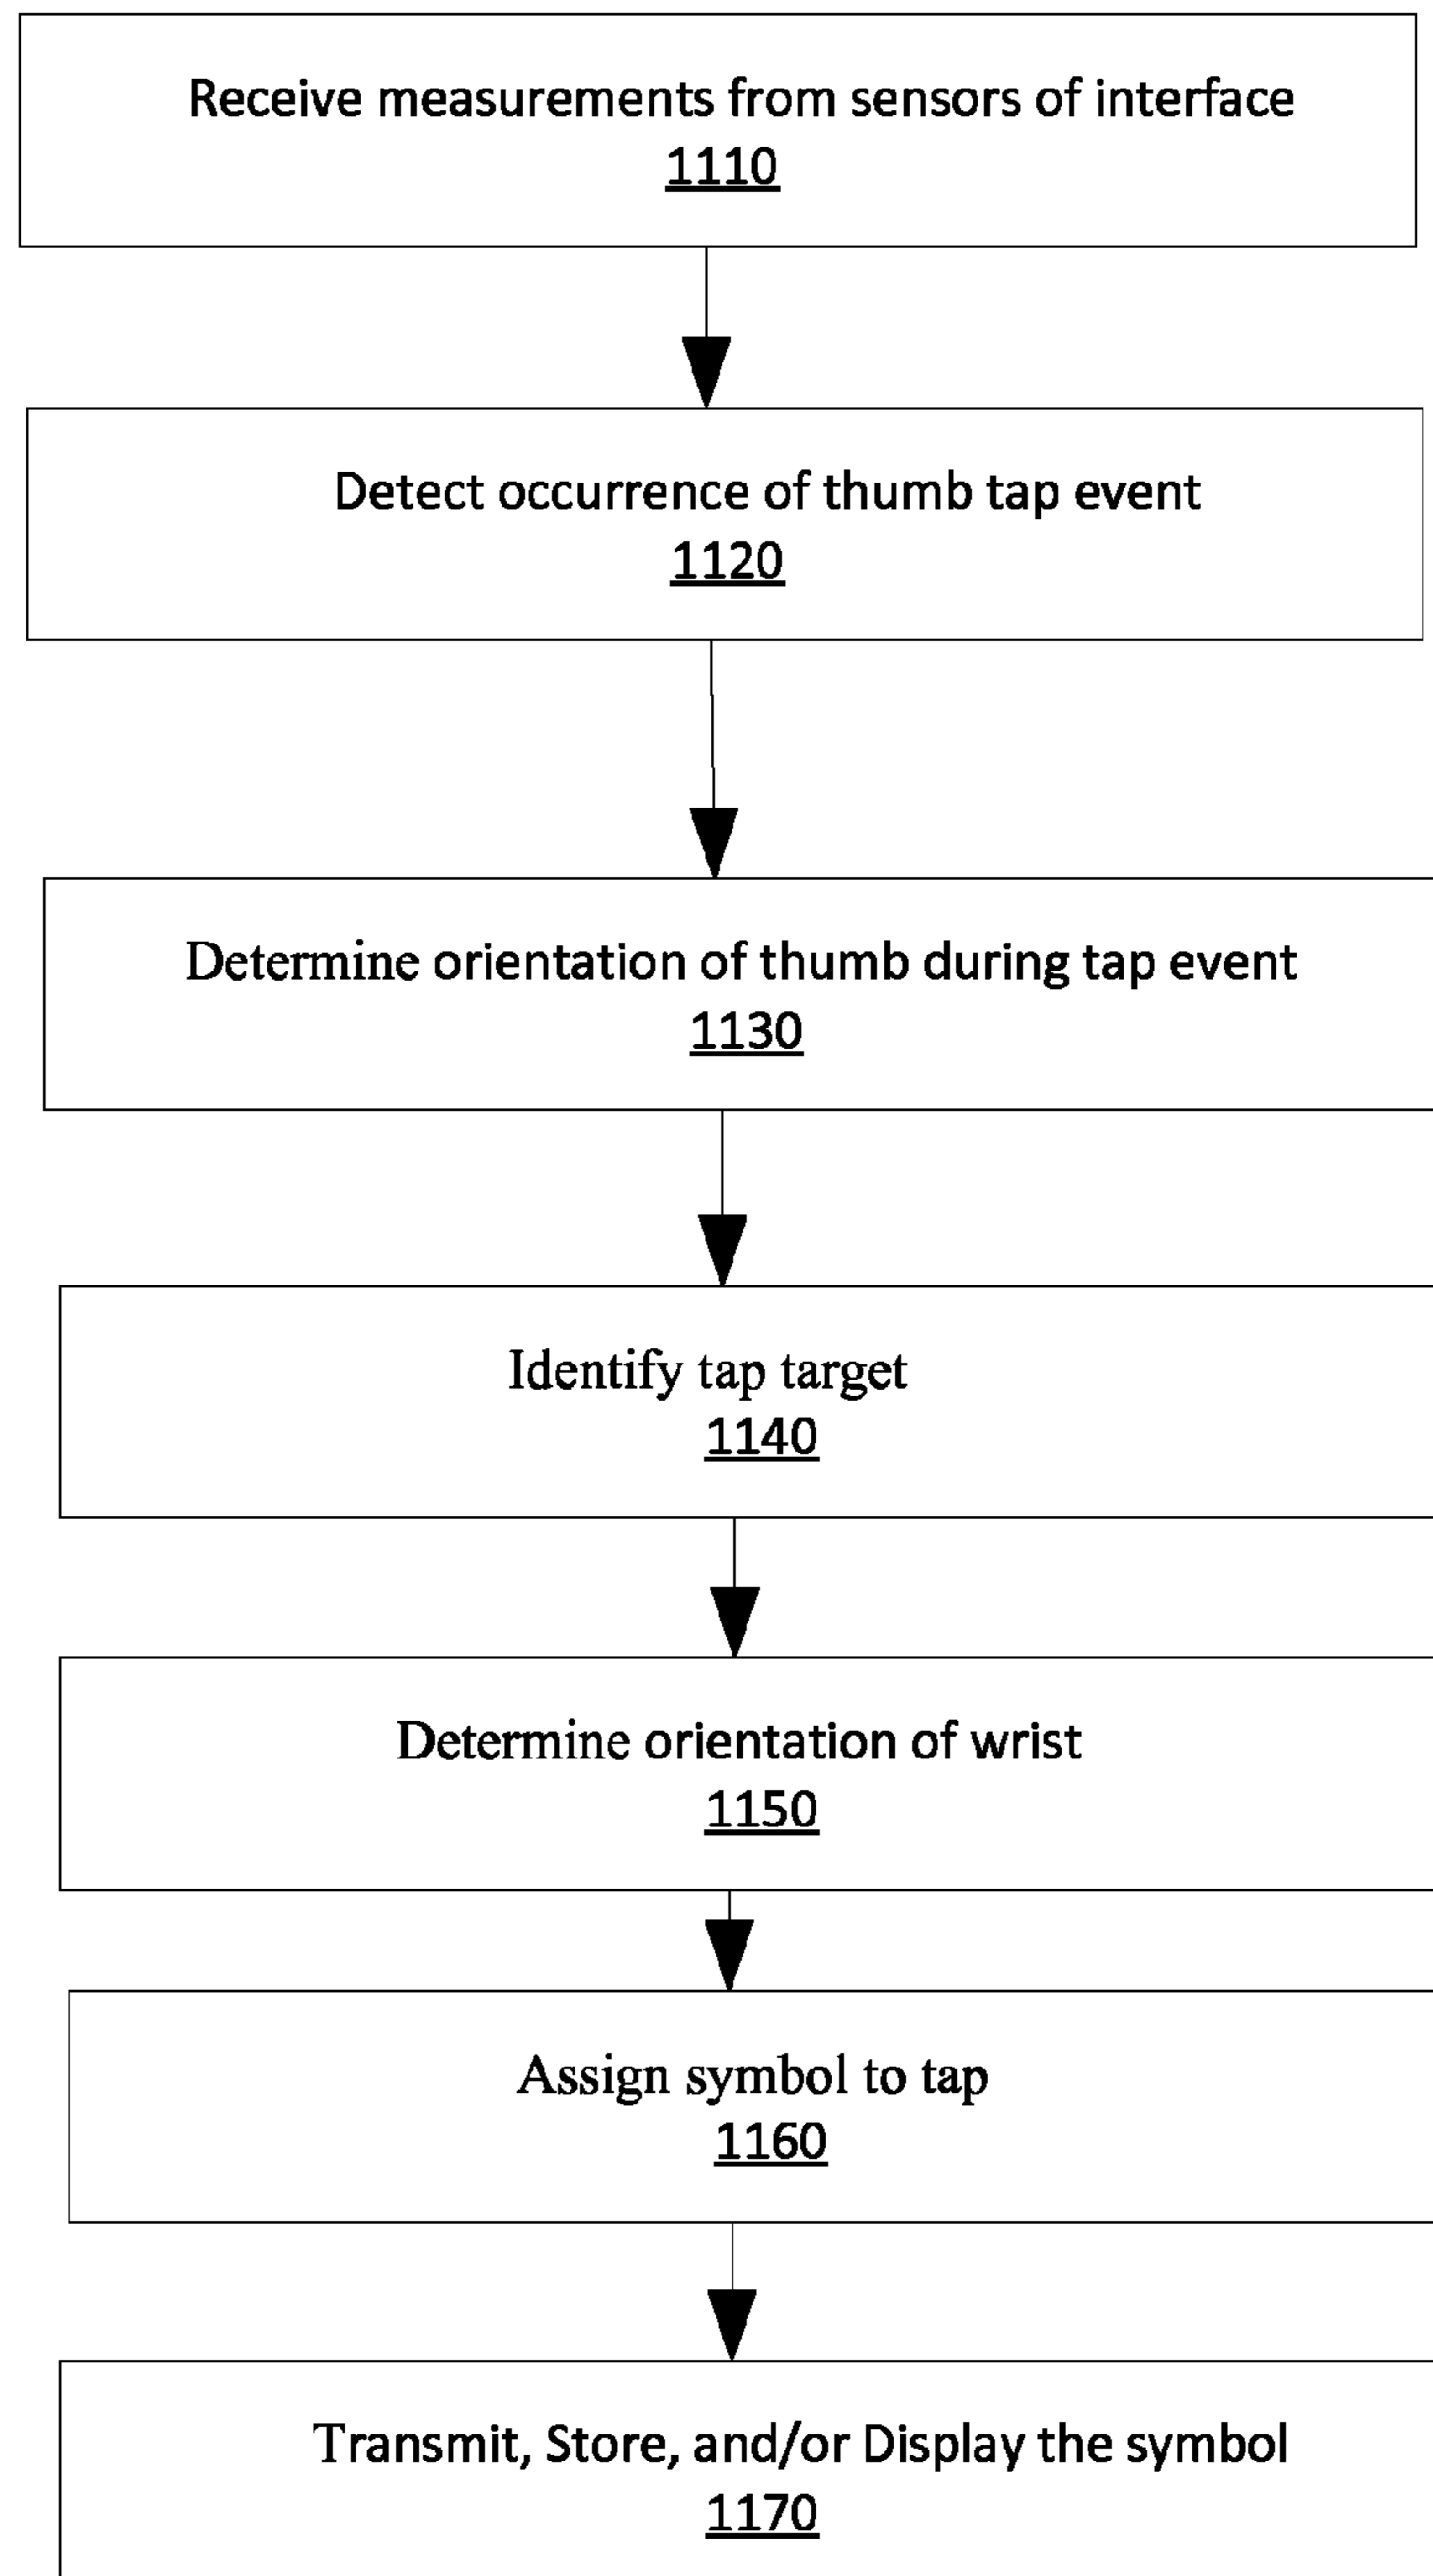 Receive measurements from sensors of interface
1110
Detect occurrence of thumb tap event
1120
Determine orientation of thumb during tap event
1130
Identify tap target
1140
Determine orientation of wrist
1150
Assign symbol to tap
1160
Transmit, Store, and/or Display the symbol
1170